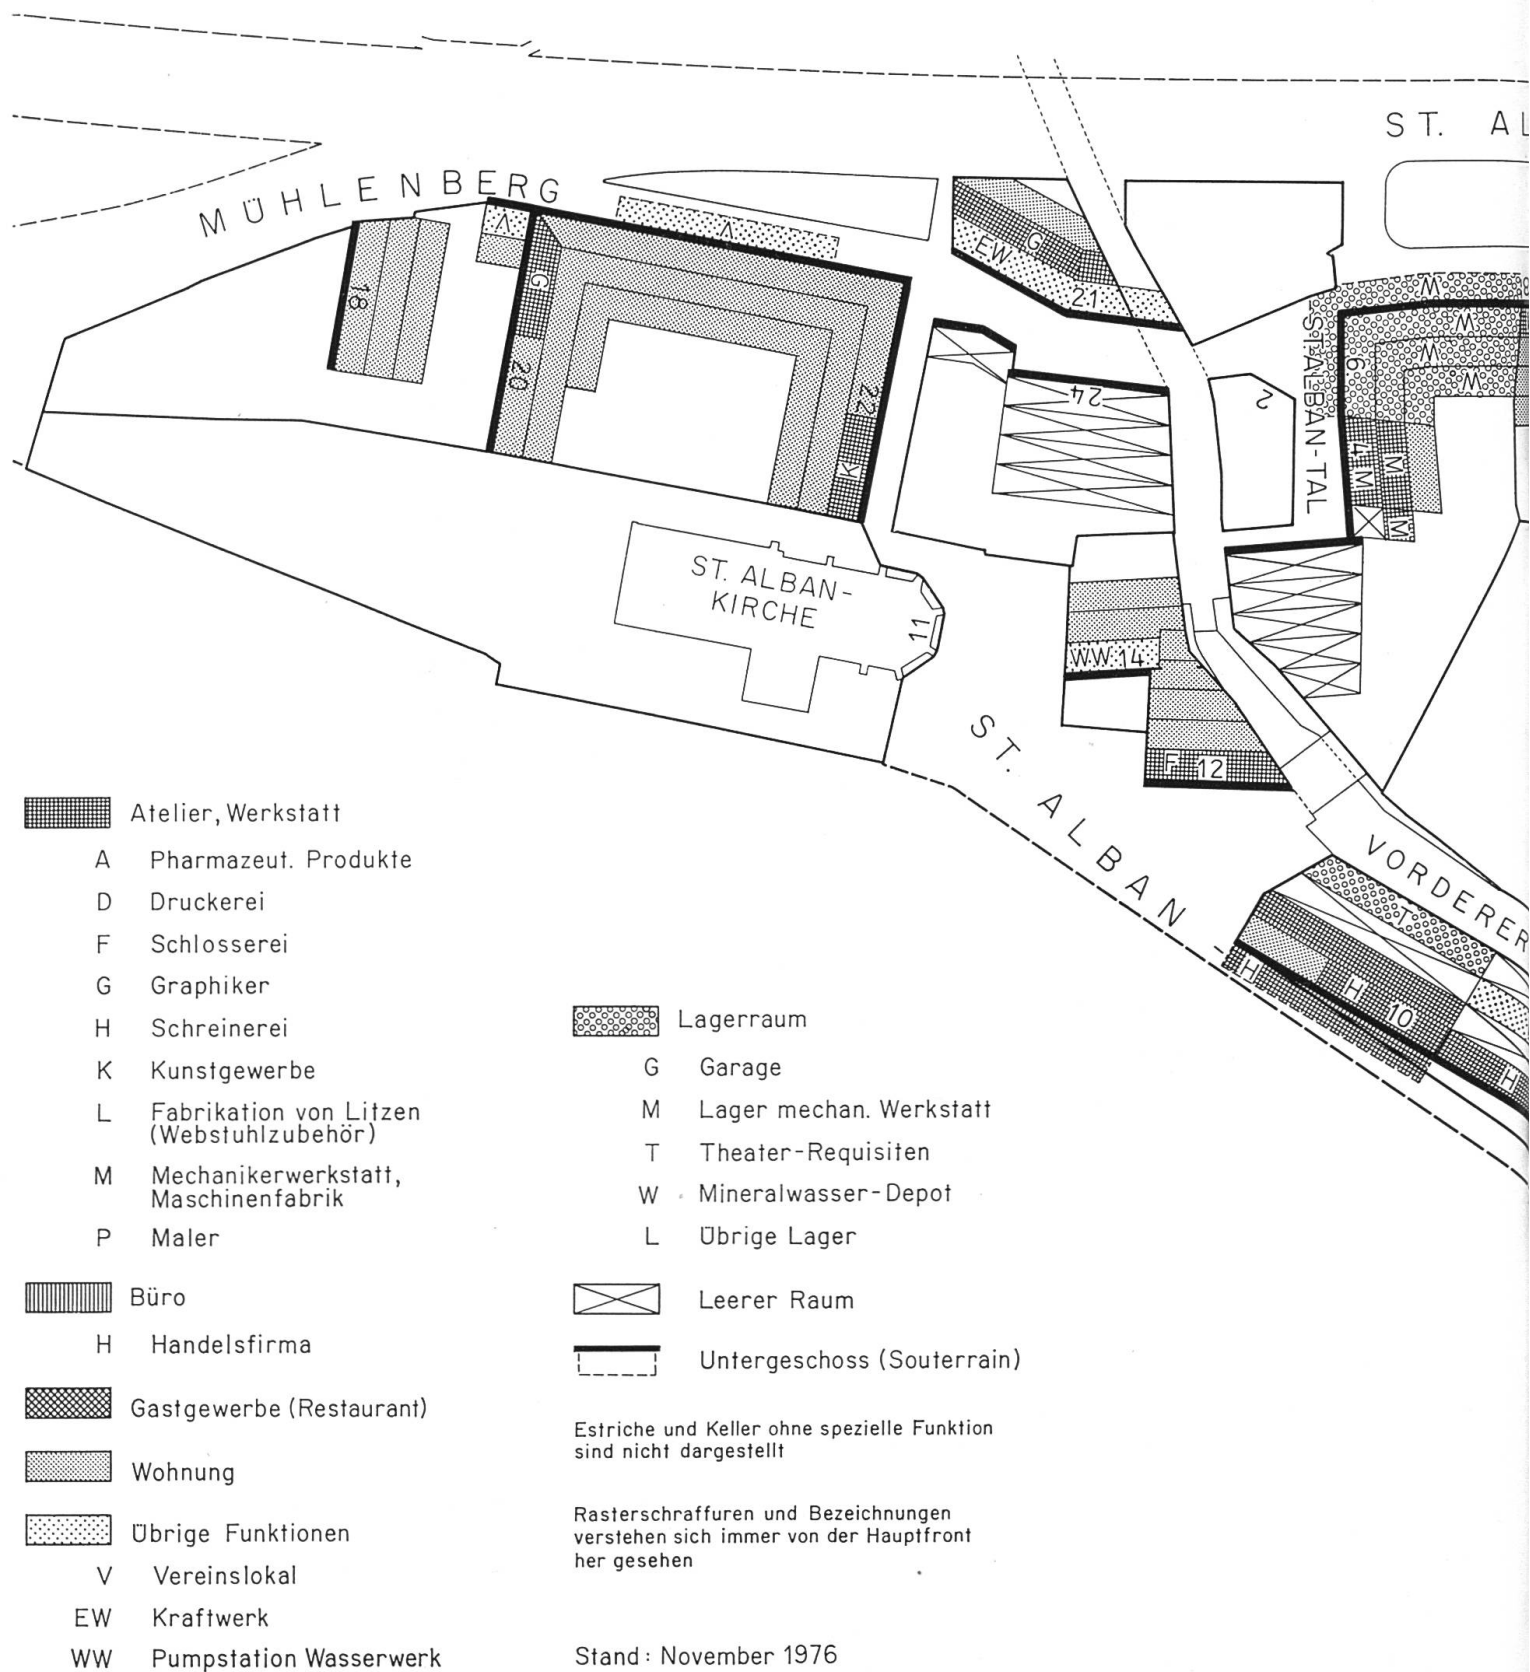 ST. AL
MÜHLENBERG
V
V
G
EW
21
18
G
20
22
K
24
2
ST. ALBAN-TAL
W
W
W
W
6
4 M
M
M
ST. ALBAN-
KIRCHE
11
WW 14
F 12
ST. ALBAN
VORDERER
T
H
H 10
H
Atelier, Werkstatt
A Pharmazeut. Produkte
D Druckerei
F Schlosserei
G Graphiker
H Schreinerei
K Kunstgewerbe
L Fabrikation von Litzen
(Webstuhlzubehör)
M Mechanikerwerkstatt,
Maschinenfabrik
P Maler
Büro
H Handelsfirma
Gastgewerbe (Restaurant)
Wohnung
Übrige Funktionen
V Vereinslokal
EW Kraftwerk
WW Pumpstation Wasserwerk
Lagerraum
G Garage
M Lager mechan. Werkstatt
T Theater-Requisiten
W Mineralwasser-Depot
L Übrige Lager
Leerer Raum
Untergeschoss (Souterrain)
Estriche und Keller ohne spezielle Funktion
sind nicht dargestellt
Rasterschraffuren und Bezeichnungen
verstehen sich immer von der Hauptfront
her gesehen
Stand: November 1976